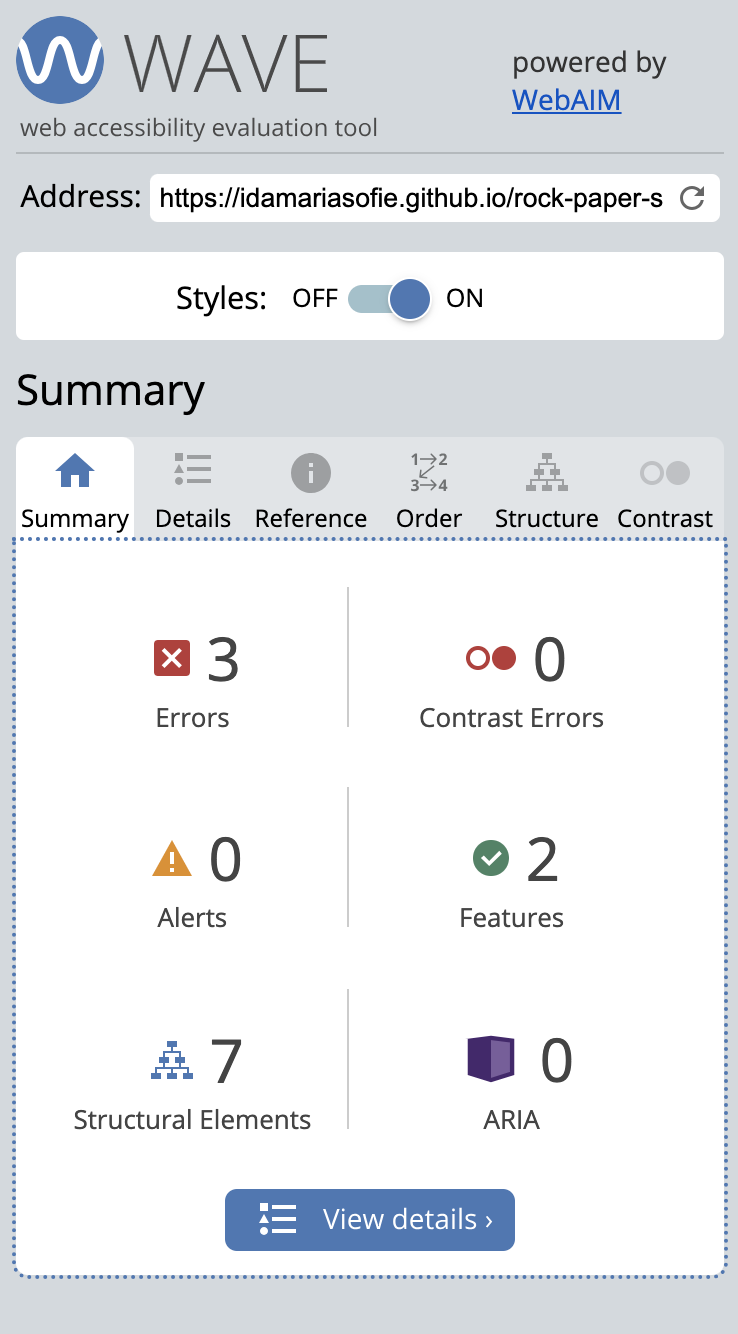 WAVE
powered by
WebAIM
web accessibility evaluation tool
Address: https://idamariasofie.github.io/rock-paper-s
Styles: OFF ON
Summary
1 2
3 4
Summary Details Reference Order Structure Contrast
3 0
Errors Contrast Errors
0 2
Alerts Features
7 0
Structural Elements ARIA
View details ›